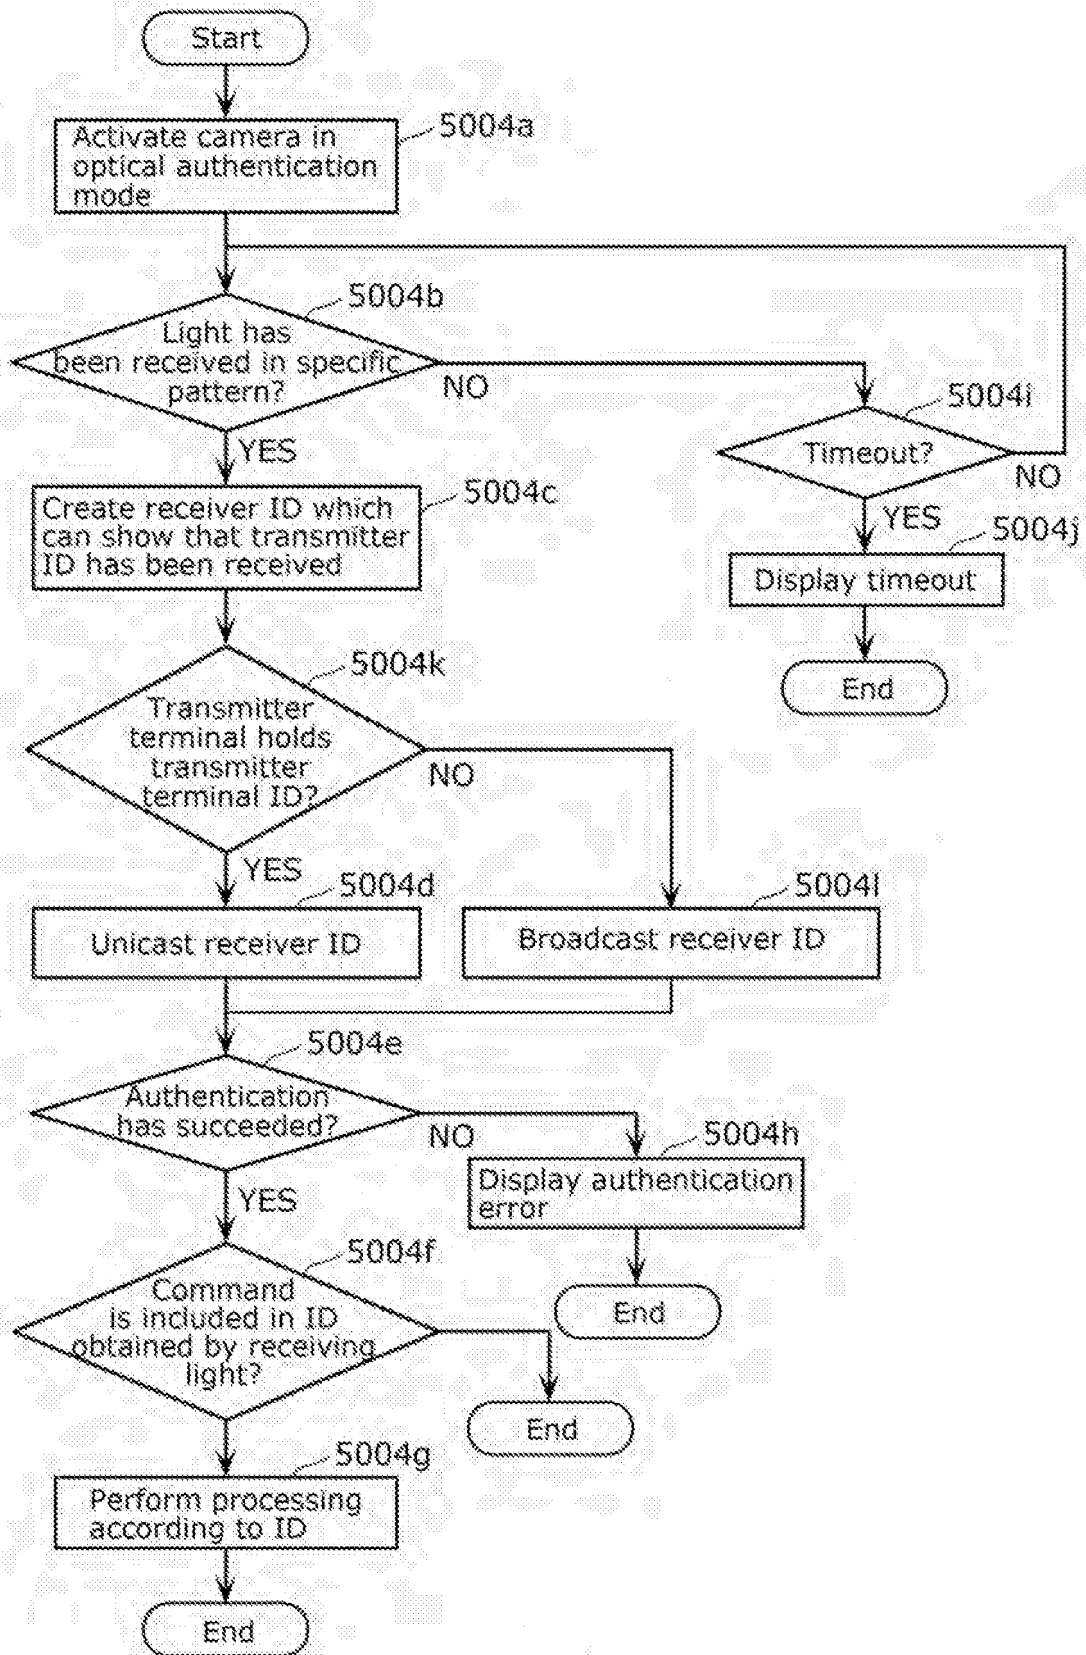 Start
5004a
Activate camera in
optical authentication
mode
5004b
Light has
been received in specific
pattern?
NO
YES
5004i
Timeout?
NO
YES
5004j
Display timeout
End
5004c
Create receiver ID which
can show that transmitter
ID has been received
5004k
Transmitter
terminal holds
transmitter
terminal ID?
NO
YES
5004d
Unicast receiver ID
5004l
Broadcast receiver ID
5004e
Authentication
has succeeded?
NO
YES
5004h
Display authentication
error
End
5004f
Command
is included in ID
obtained by receiving
light?
End
5004g
Perform processing
according to ID
End